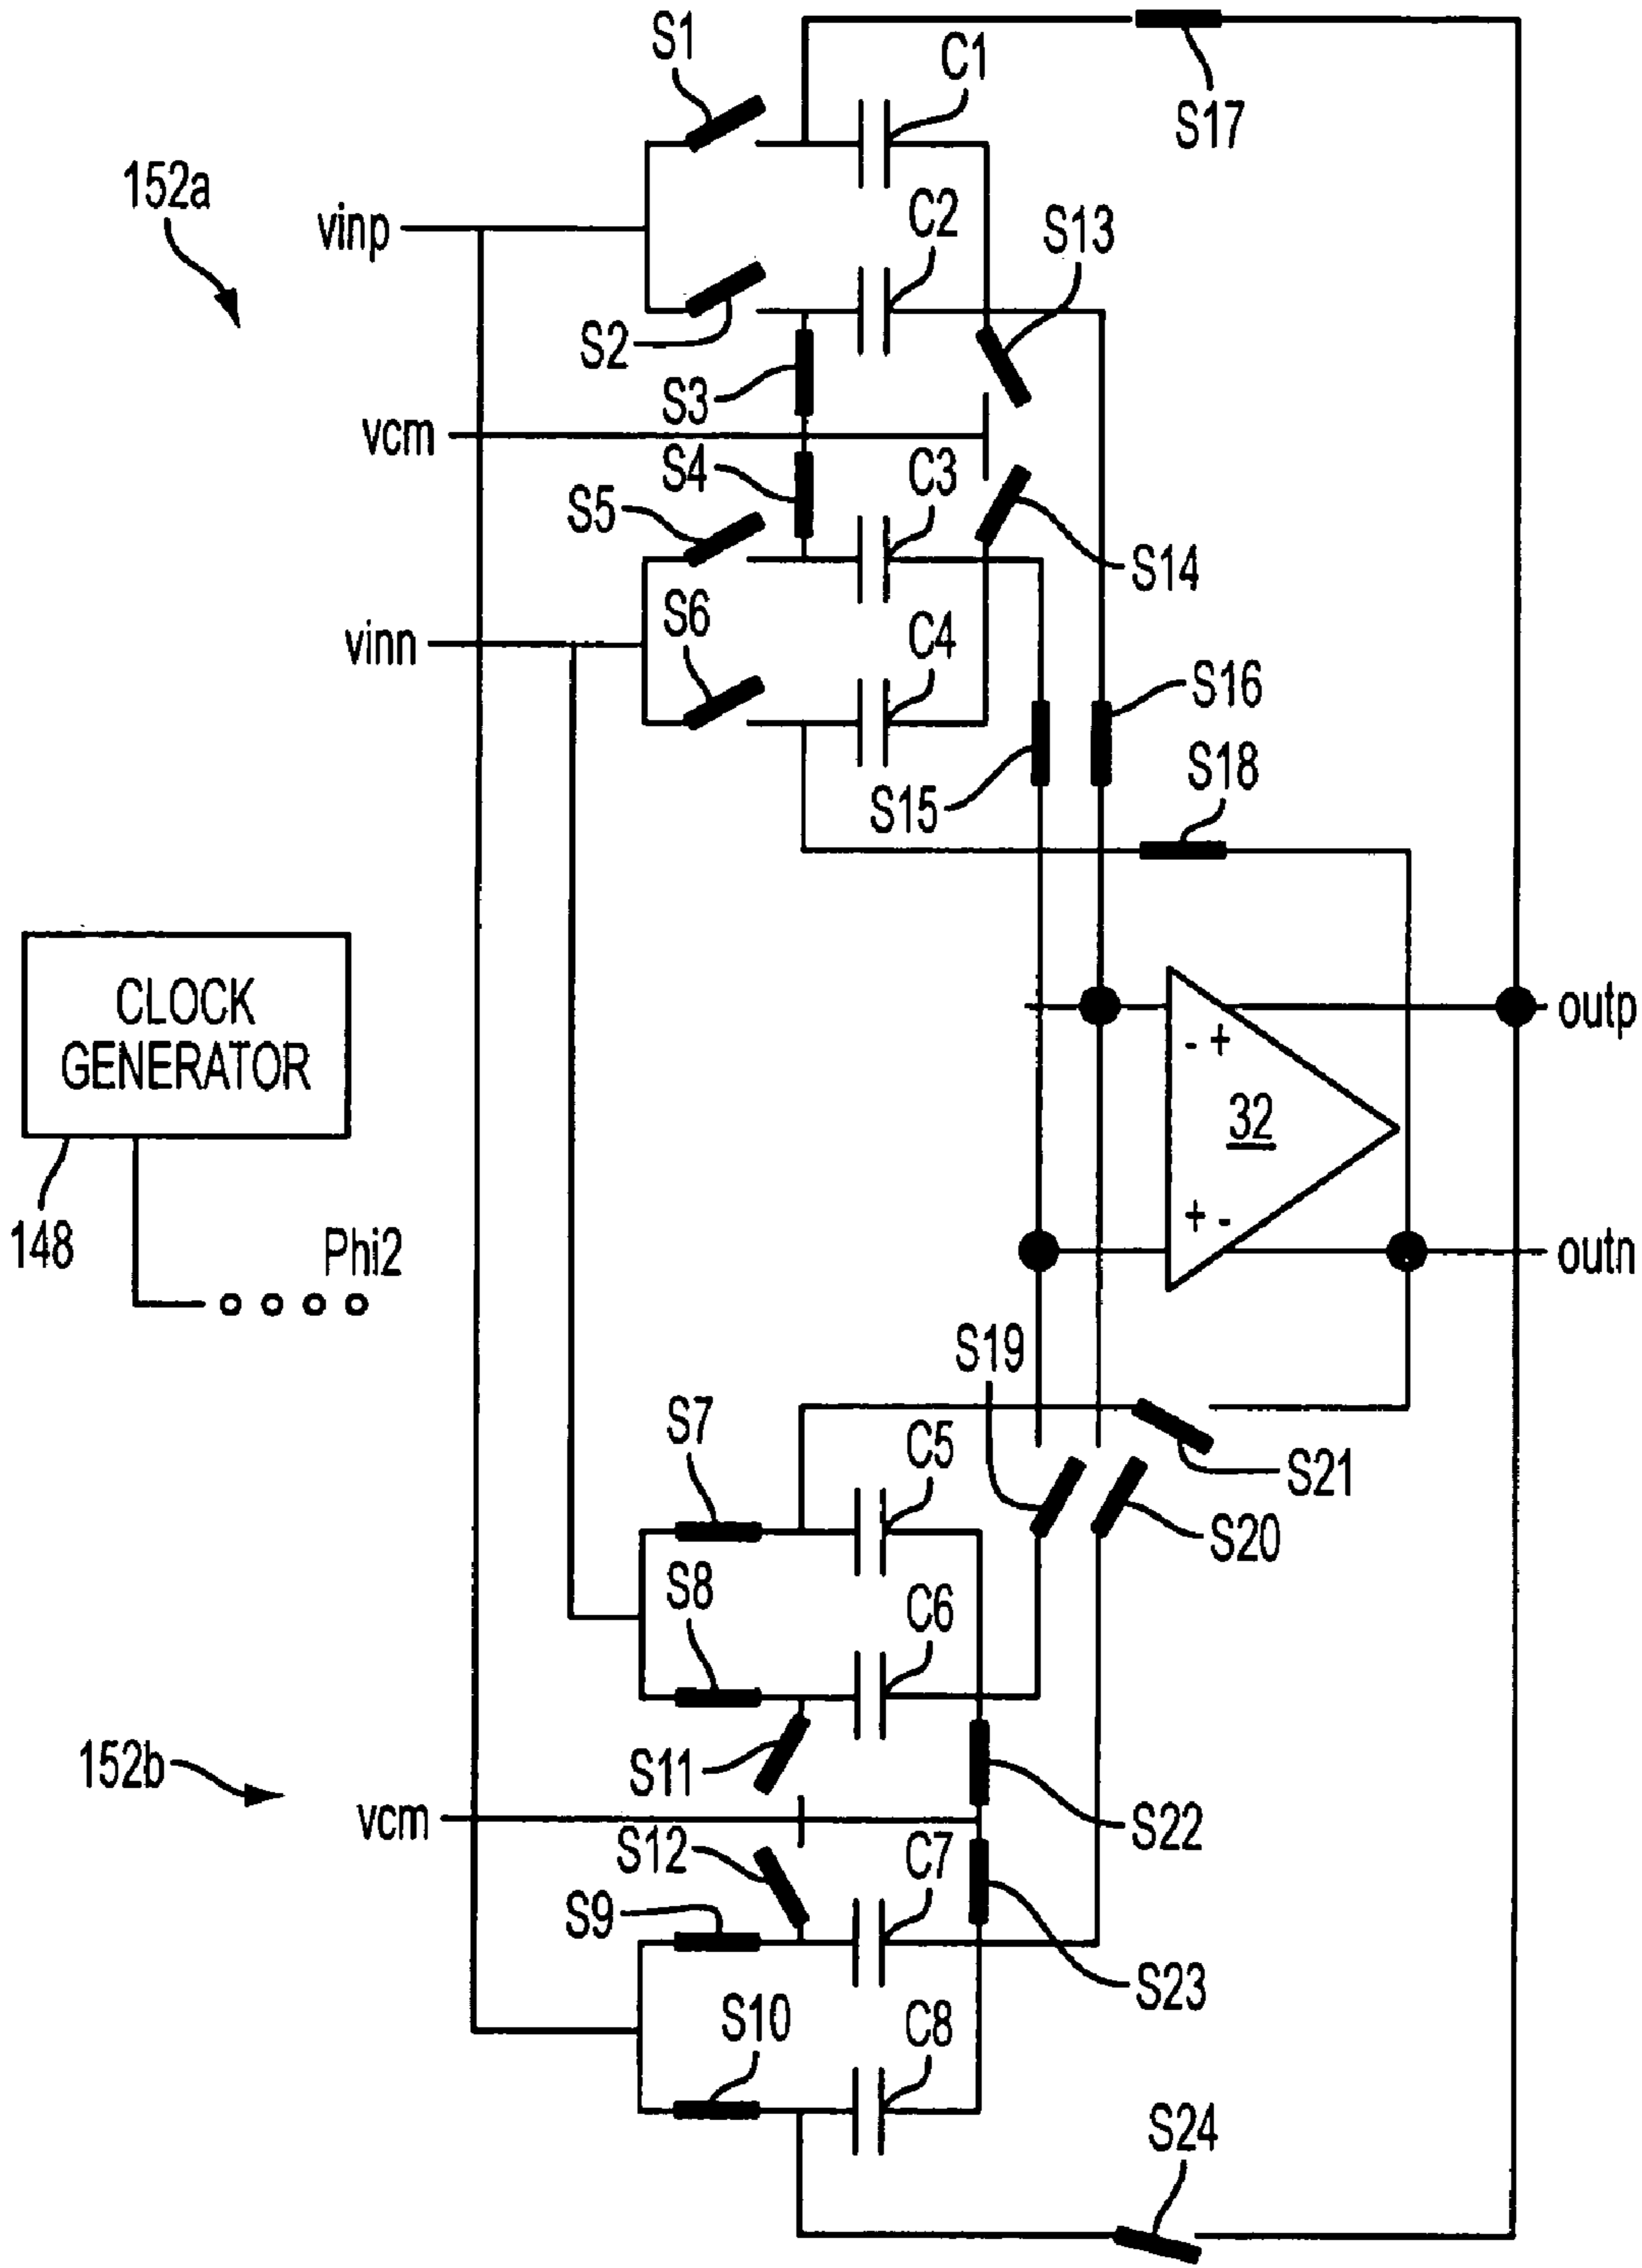 S1
C1
S17
152a
vinp
C2
S13
S2
S3
vcm
S4
C3
S5
S14
S6
C4
vinn
S16
S15
S18
CLOCK
GENERATOR
outp
- +
32
+ -
148
Phi2
outn
S19
S7
C5
S21
S20
S8
C6
S11
152b
vcm
S22
S12
C7
S9
S23
S10
C8
S24